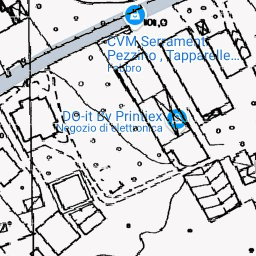 CVM Serramenti
Pezzino , Tapparelle...
Fabbro
DO-it By Printlex
Negozio di elettronica